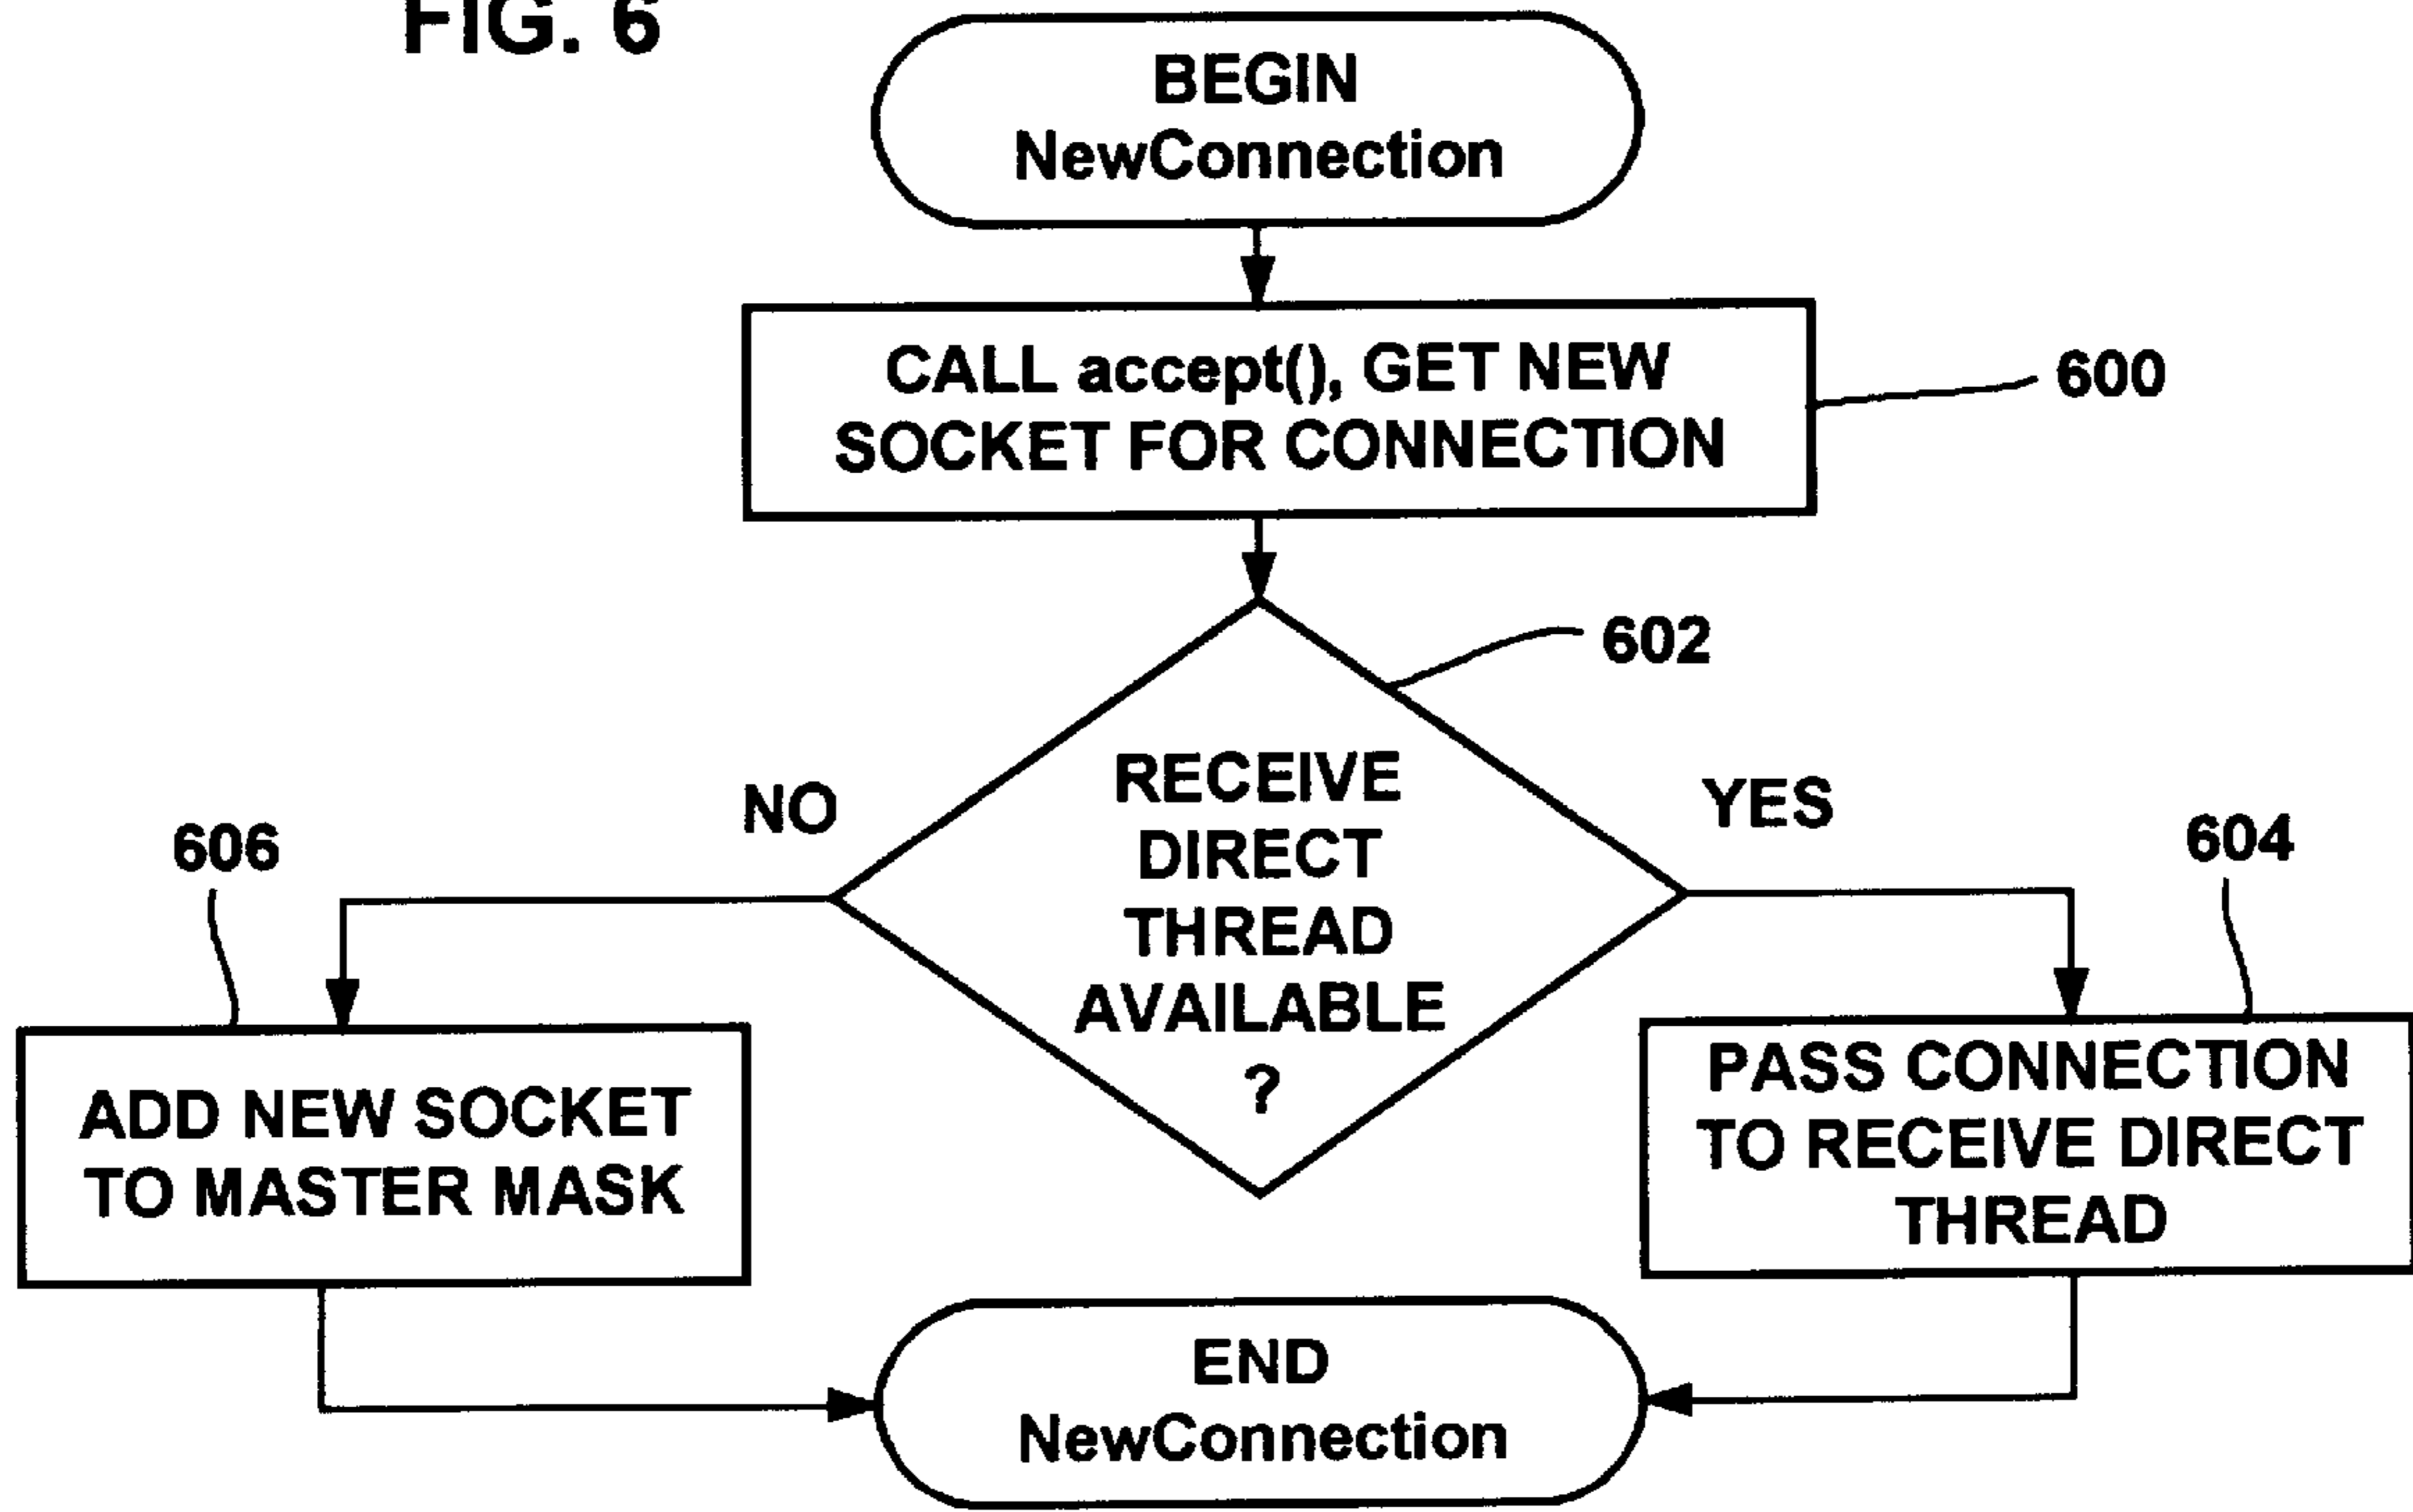 FIG. 6
BEGIN
NewConnection
CALL accept(), GET NEW
SOCKET FOR CONNECTION
600
602
RECEIVE
DIRECT
THREAD
AVAILABLE
?
NO
YES
606
604
ADD NEW SOCKET
TO MASTER MASK
PASS CONNECTION
TO RECEIVE DIRECT
THREAD
END
NewConnection